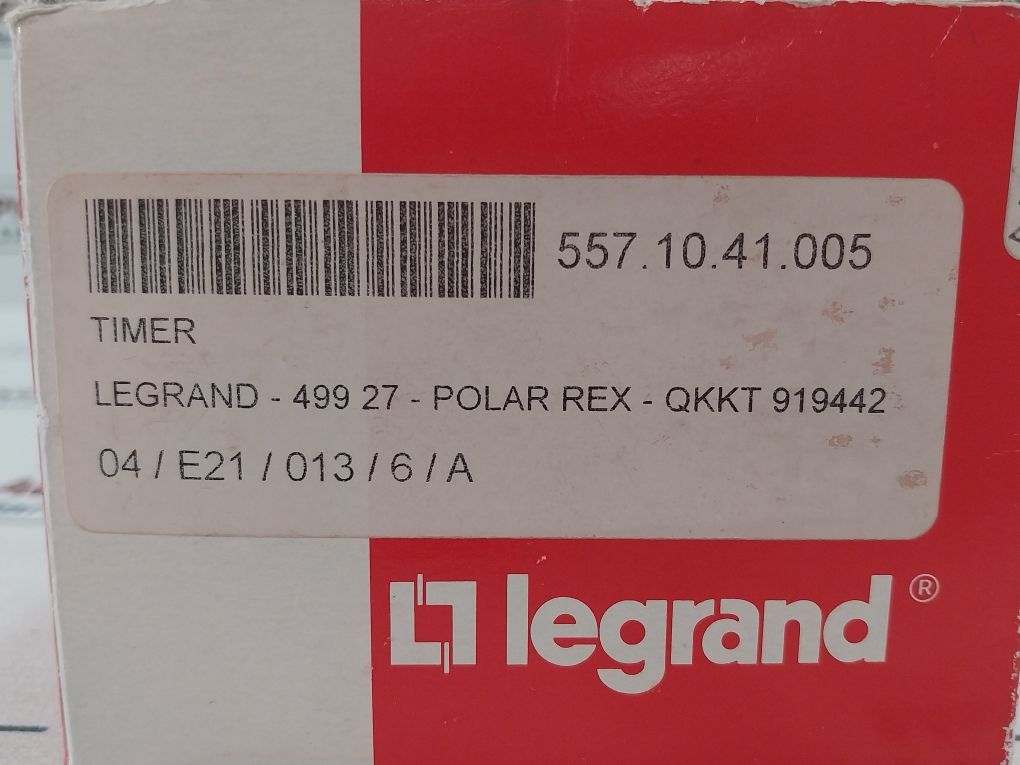 557.10.41.005
TIMER
LEGRAND - 499 27 - POLAR REX - QKKT 919442
04 / E21 / 013 / 6 / A
legrand®